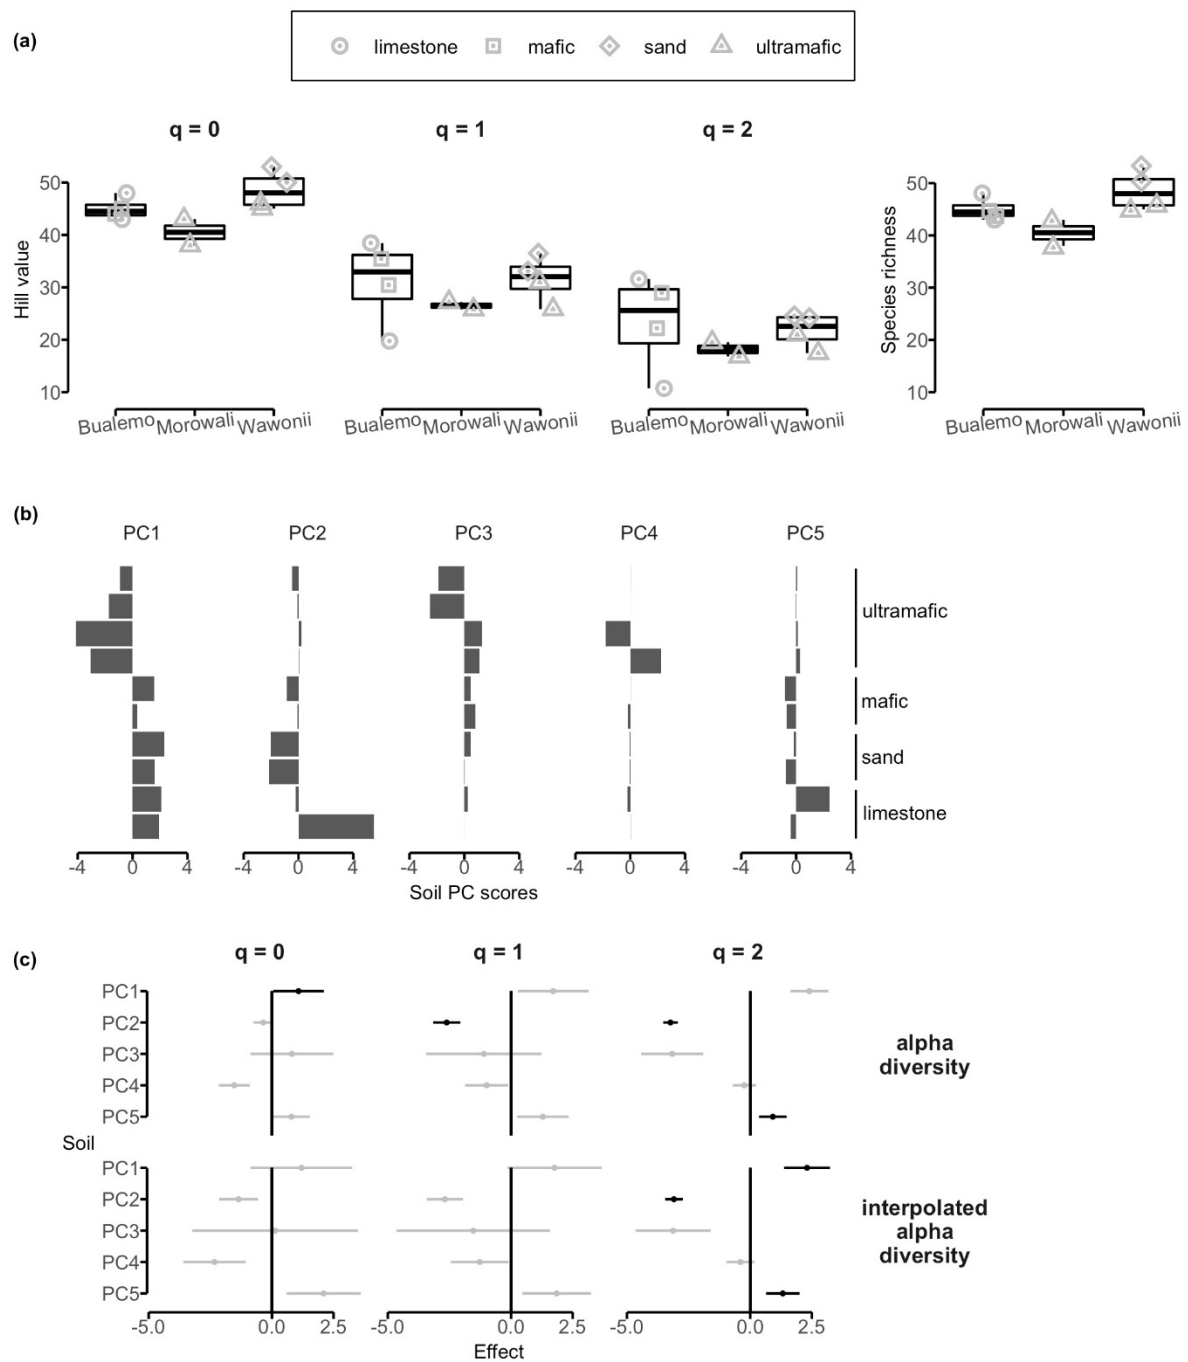 (a)
limestone mafic sand ultramafic
q = 0 q = 1 q = 2
Hill value
50
40
30
20
10
Bualemo Morowali Wawonii
Bualemo Morowali Wawonii
Bualemo Morowali Wawonii
Species richness
50
40
30
20
10
Bualemo Morowali Wawonii
(b)
PC1 PC2 PC3 PC4 PC5
ultramafic
mafic
sand
limestone
-4 0 4 -4 0 4 -4 0 4 -4 0 4 -4 0 4
Soil PC scores
(c)
q = 0 q = 1 q = 2
PC1
PC2
PC3
PC4
PC5
alpha
diversity
Soil
PC1
PC2
PC3
PC4
PC5
interpolated
alpha
diversity
-5.0 0.0 2.5 -5.0 0.0 2.5 -5.0 0.0 2.5
Effect